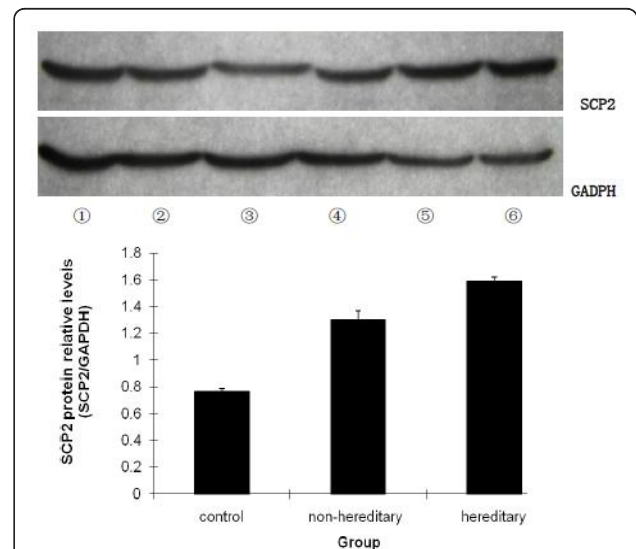 SCP2
GADPH
① ② ③ ④ ⑤ ⑥
SCP2 protein relative levels
(SCP2/GAPDH)
1.8
1.6
1.4
1.2
1
0.8
0.6
0.4
0.2
0
control non-hereditary hereditary
Group